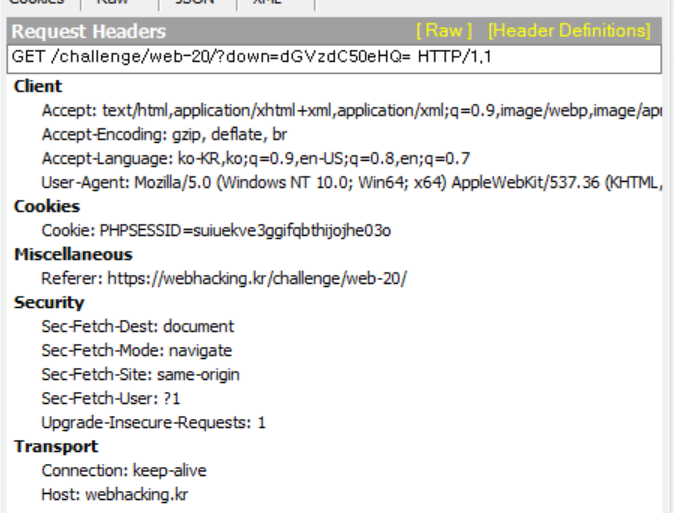 Cookies Raw JSON XML
Request Headers [ Raw ] [Header Definitions]
GET /challenge/web-20/?down=dGVzdC50eHQ= HTTP/1.1
Client
Accept: text/html,application/xhtml+xml,application/xml;q=0.9,image/webp,image/apn
Accept-Encoding: gzip, deflate, br
Accept-Language: ko-KR,ko;q=0.9,en-US;q=0.8,en;q=0.7
User-Agent: Mozilla/5.0 (Windows NT 10.0; Win64; x64) AppleWebKit/537.36 (KHTML,
Cookies
Cookie: PHPSESSID=suiuekve3ggifqbthijojhe03o
Miscellaneous
Referer: https://webhacking.kr/challenge/web-20/
Security
Sec-Fetch-Dest: document
Sec-Fetch-Mode: navigate
Sec-Fetch-Site: same-origin
Sec-Fetch-User: ?1
Upgrade-Insecure-Requests: 1
Transport
Connection: keep-alive
Host: webhacking.kr